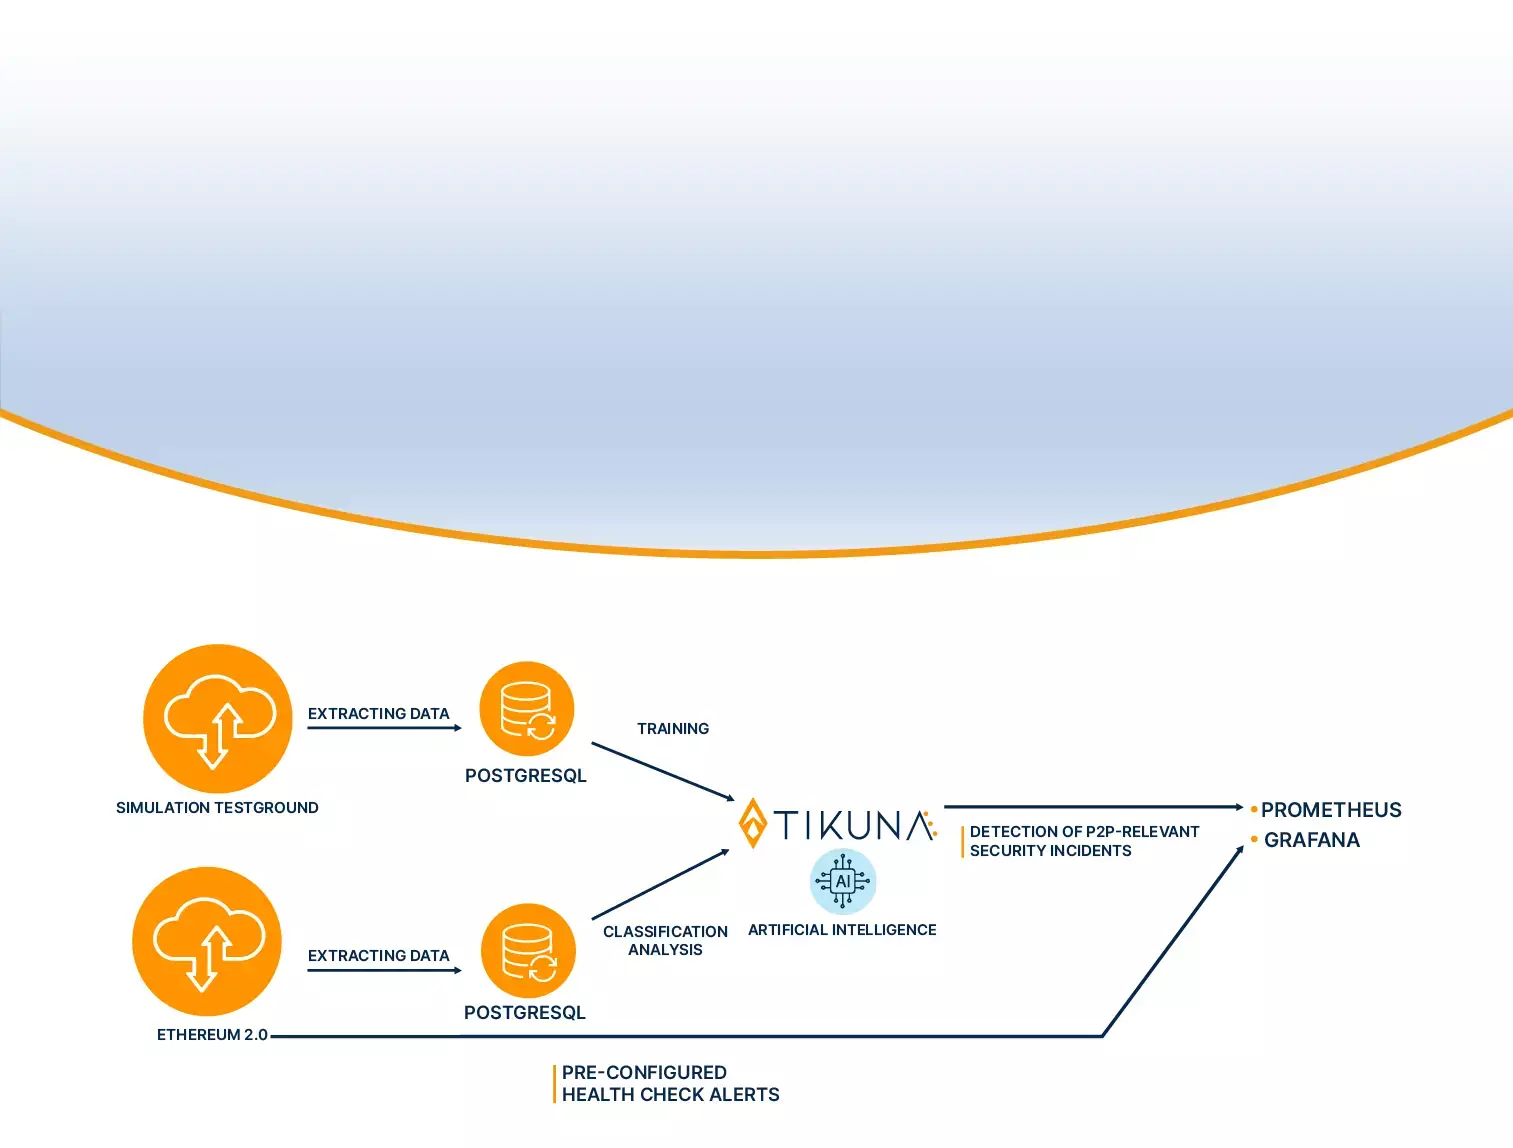 EXTRACTING DATA
SIMULATION TESTGROUND
POSTGRESQL
TRAINING
TIKUNA
AI
ARTIFICIAL INTELLIGENCE
DETECTION OF P2P-RELEVANT
SECURITY INCIDENTS
• PROMETHEUS
• GRAFANA
EXTRACTING DATA
ETHEREUM 2.0
POSTGRESQL
CLASSIFICATION
ANALYSIS
PRE-CONFIGURED
HEALTH CHECK ALERTS